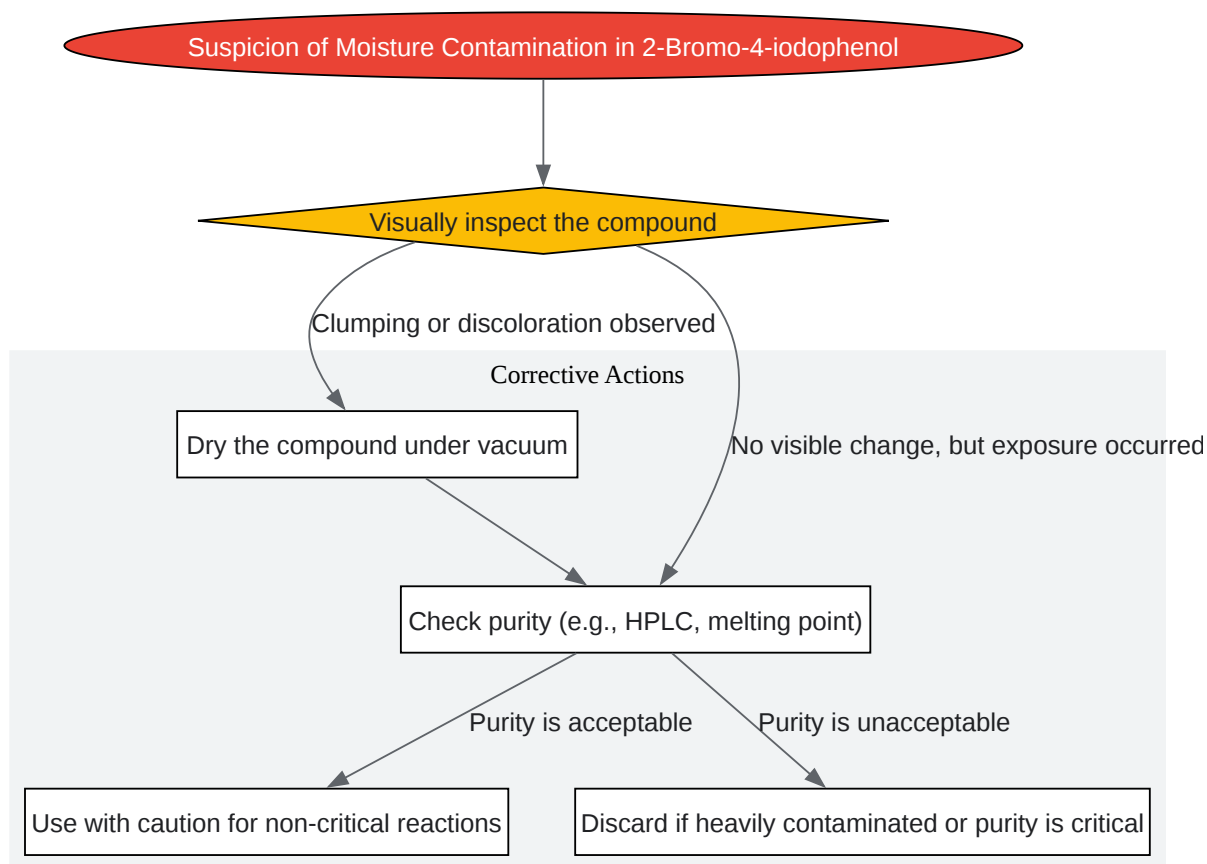 Suspicion of Moisture Contamination in 2-Bromo-4-iodophenol
Visually inspect the compound
Clumping or discoloration observed
Corrective Actions
Dry the compound under vacuum
No visible change, but exposure occurred
Check purity (e.g., HPLC, melting point)
Purity is acceptable
Purity is unacceptable
Use with caution for non-critical reactions
Discard if heavily contaminated or purity is critical